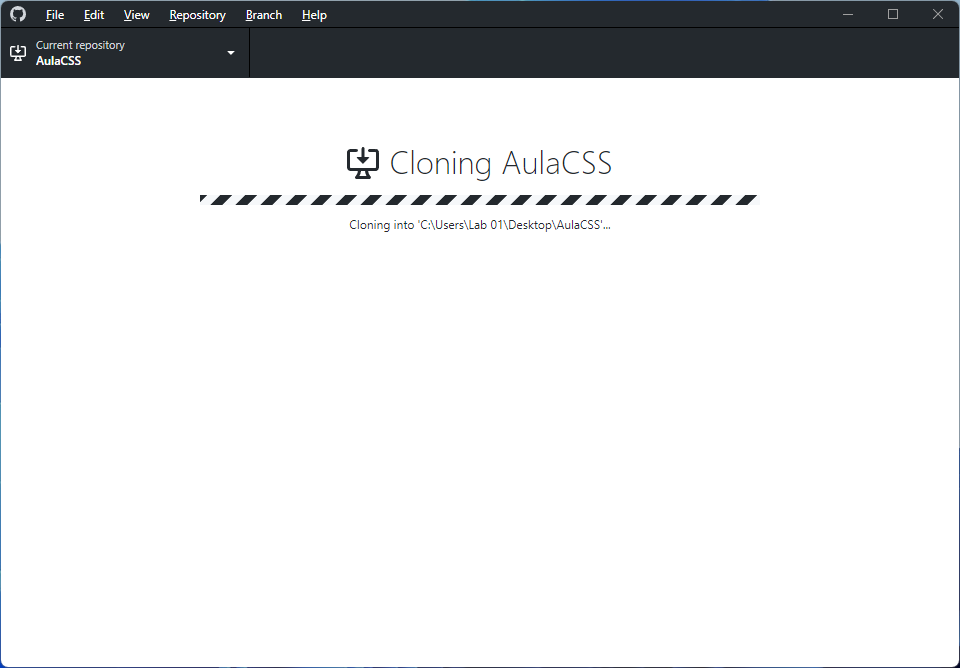 File Edit View Repository Branch Help
Current repository
AulaCSS
Cloning AulaCSS
Cloning into 'C:\Users\Lab 01\Desktop\AulaCSS'...